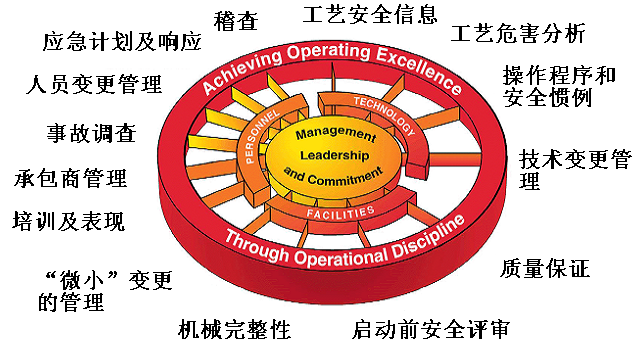 稽查
工艺安全信息
应急计划及响应
工艺危害分析
人员变更管理
操作程序和
安全惯例
事故调查
技术变更管
理
承包商管理
培训及表现
“微小”变更
的管理
质量保证
机械完整性
启动前安全评审
Achieving Operating Excellence
PERSONNEL
TECHNOLOGY
Management
Leadership
and Commitment
FACILITIES
Through Operational Discipline